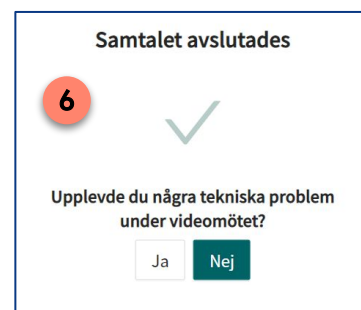 Samtalet avslutades
6
Upplevde du några tekniska problem
under videomötet?
Ja Nej